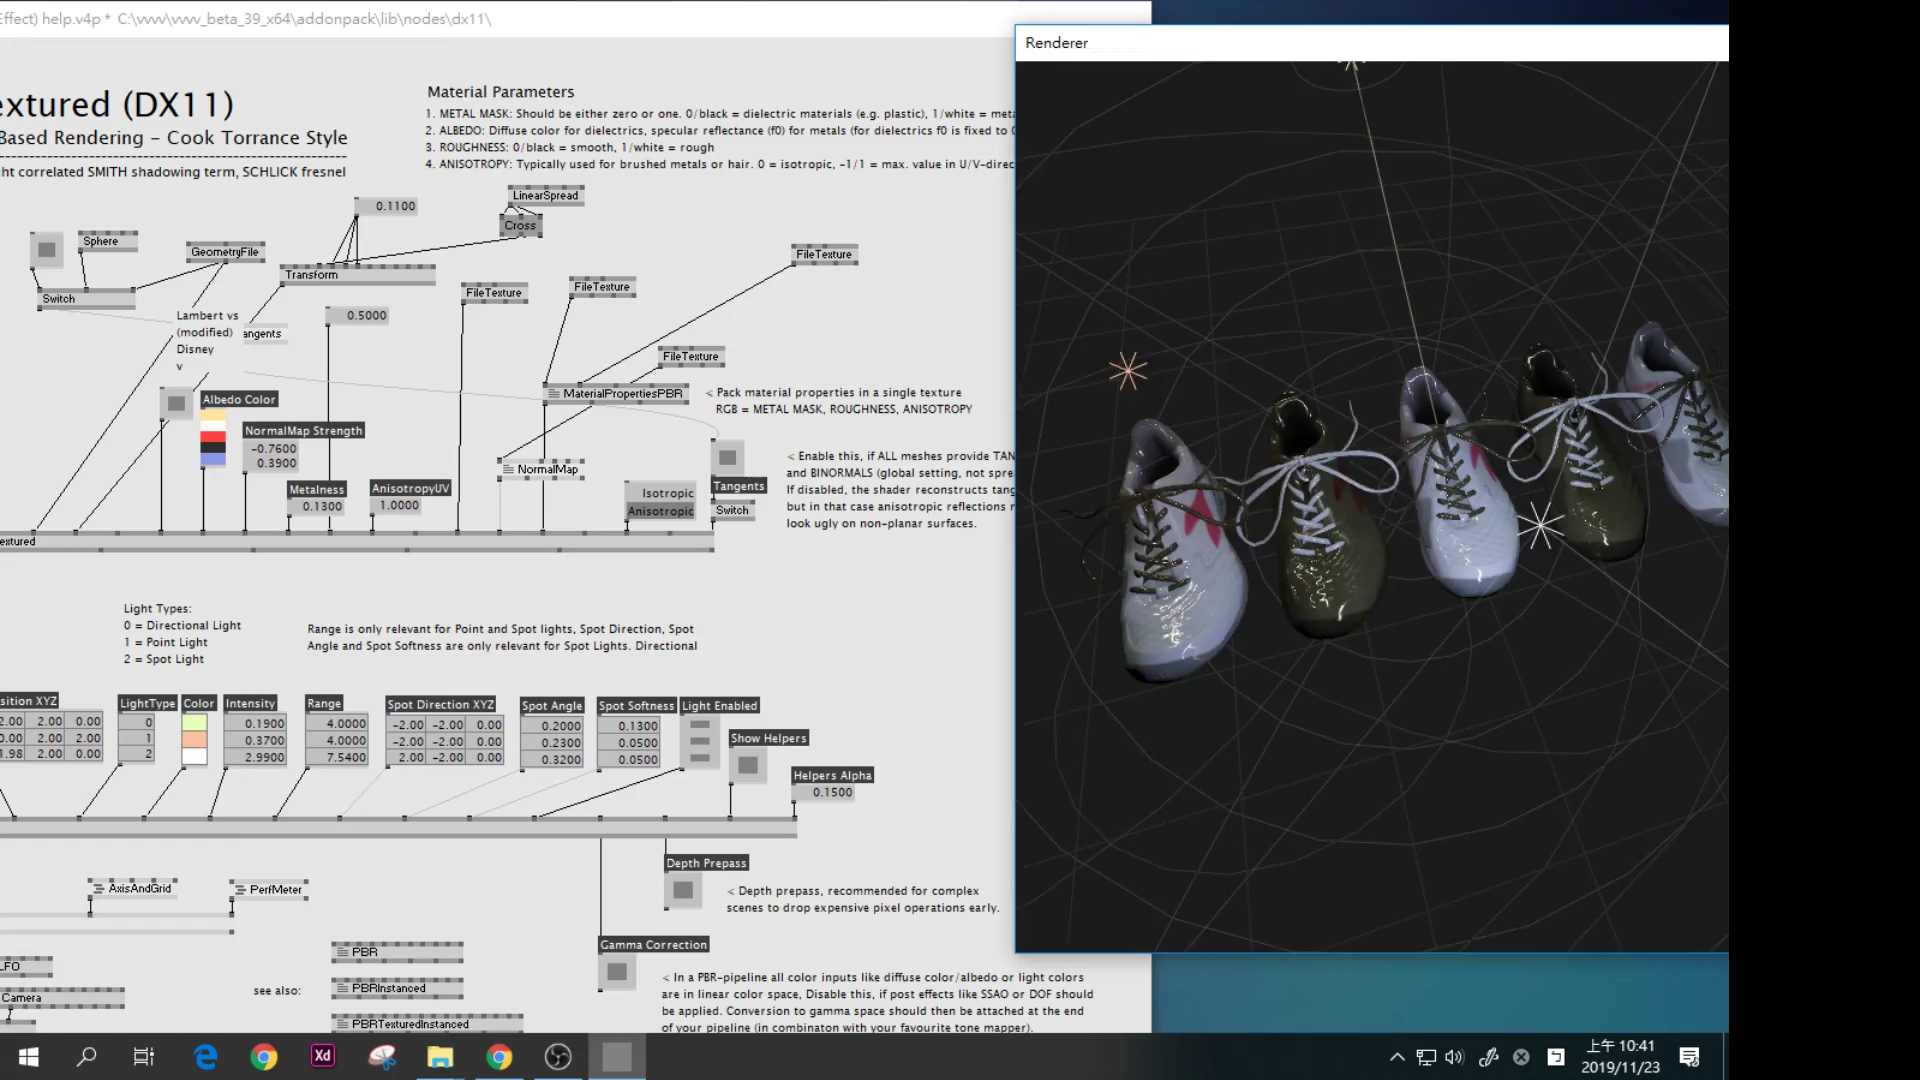 Effect) help.v4p * C:\vvvv\vvvv_beta_39_x64\addonpack\lib\nodes\dx11\
Renderer
extured (DX11)
Based Rendering - Cook Torrance Style
ht correlated SMITH shadowing term, SCHLICK fresnel
Material Parameters
1. METAL MASK: Should be either zero or one. 0/black = dielectric materials (e.g. plastic), 1/white = meta
2. ALBEDO: Diffuse color for dielectrics, specular reflectance (f0) for metals (for dielectrics f0 is fixed to 0
3. ROUGHNESS: 0/black = smooth, 1/white = rough
4. ANISOTROPY: Typically used for brushed metals or hair. 0 = isotropic, -1/1 = max. value in U/V-direc
LinearSpread
0.1100
Cross
Sphere
GeometryFile
FileTexture
Transform
FileTexture
FileTexture
Switch
Lambert vs
(modified)
Disney
v
angents
0.5000
FileTexture
MaterialPropertiesPBR
< Pack material properties in a single texture
RGB = METAL MASK, ROUGHNESS, ANISOTROPY
Albedo Color
NormalMap Strength
-0.7600
0.3900
NormalMap
< Enable this, if ALL meshes provide TAN
and BINORMALS (global setting, not spre
If disabled, the shader reconstructs tang
but in that case anisotropic reflections r
look ugly on non-planar surfaces.
Metalness
0.1300
AnisotropyUV
1.0000
Isotropic
Anisotropic
Tangents
Switch
extured
Light Types:
0 = Directional Light
1 = Point Light
2 = Spot Light
Range is only relevant for Point and Spot lights, Spot Direction, Spot
Angle and Spot Softness are only relevant for Spot Lights. Directional
sition XYZ
2.00 2.00 0.00
0.00 2.00 2.00
1.98 2.00 0.00
LightType
0
1
2
Color
Intensity
0.1900
0.3700
2.9900
Range
4.0000
4.0000
7.5400
Spot Direction XYZ
-2.00 -2.00 0.00
-2.00 -2.00 0.00
2.00 -2.00 0.00
Spot Angle
0.2000
0.2300
0.3200
Spot Softness
0.1300
0.0500
0.0500
Light Enabled
Show Helpers
Helpers Alpha
0.1500
Depth Prepass
< Depth prepass, recommended for complex
scenes to drop expensive pixel operations early.
AxisAndGrid
PerfMeter
Gamma Correction
< In a PBR-pipeline all color inputs like diffuse color/albedo or light colors
are in linear color space, Disable this, if post effects like SSAO or DOF should
be applied. Conversion to gamma space should then be attached at the end
of your pipeline (in combinaton with your favourite tone mapper).
LFO
Camera
see also:
PBR
PBRInstanced
PBRTexturedInstanced
Xd
上午 10:41
2019/11/23